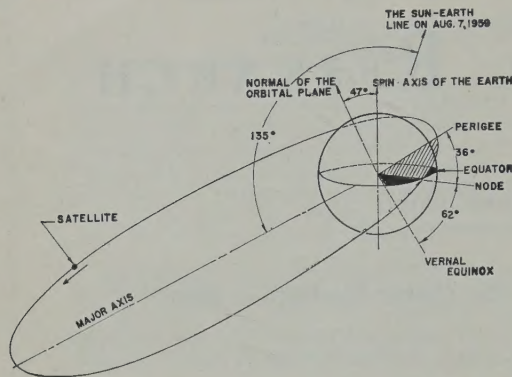 THE SUN-EARTH
LINE ON AUG. 7, 1959
NORMAL OF THE
ORBITAL PLANE
47°
SPIN AXIS OF THE EARTH
135°
PERIGEE
36°
EQUATOR
NODE
62°
SATELLITE
VERNAL
EQUINOX
MAJOR AXIS